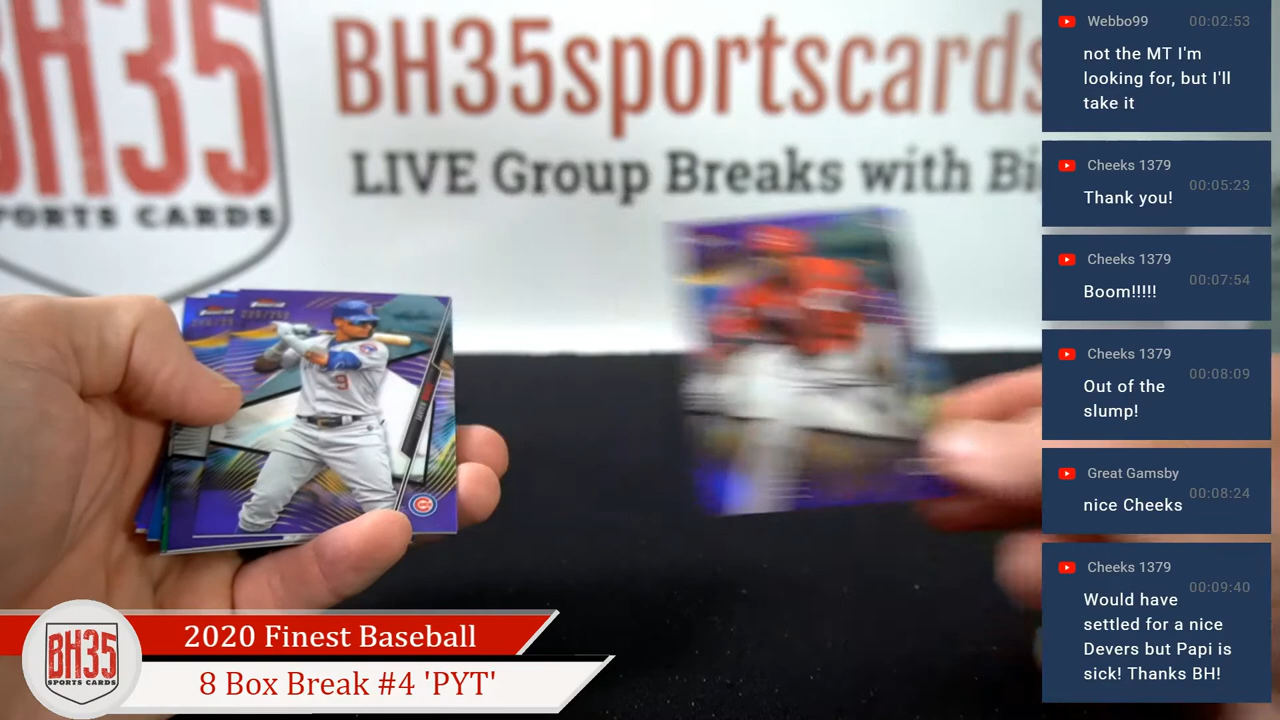 BH35
SPORTS CARDS
BH35sportscards
LIVE Group Breaks with Bi
9
Webbo99
00:02:53
not the MT I'm
looking for, but I'll
take it
Cheeks 1379
00:05:23
Thank you!
Cheeks 1379
00:07:54
Boom!!!!!
Cheeks 1379
00:08:09
Out of the
slump!
Great Gamsby
00:08:24
nice Cheeks
Cheeks 1379
00:09:40
Would have
settled for a nice
Devers but Papi is
sick! Thanks BH!
BH35
SPORTS CARDS
2020 Finest Baseball
8 Box Break #4 'PYT'